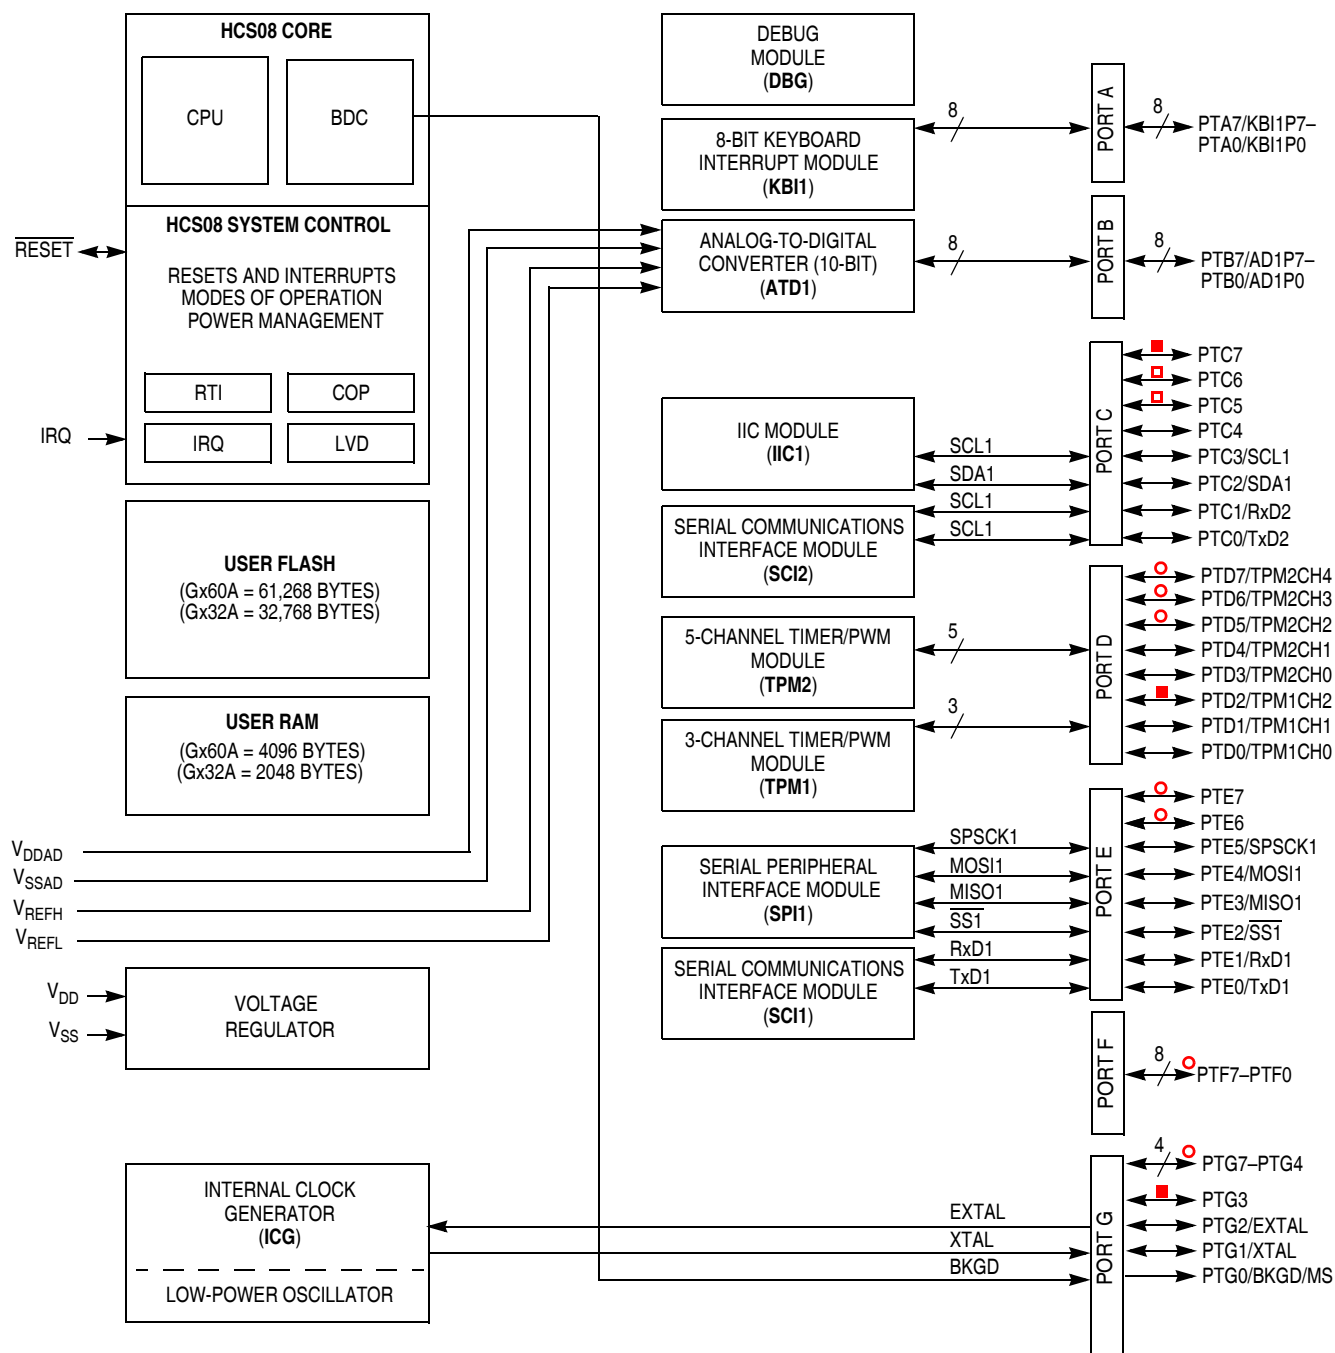 HCS08 CORE
CPU
BDC
HCS08 SYSTEM CONTROL
RESETS AND INTERRUPTS
MODES OF OPERATION
POWER MANAGEMENT
RTI
COP
IRQ
LVD
RESET
IRQ
USER FLASH
(Gx60A = 61,268 BYTES)
(Gx32A = 32,768 BYTES)
USER RAM
(Gx60A = 4096 BYTES)
(Gx32A = 2048 BYTES)
VDDAD
VSSAD
VREFH
VREFL
VDD
VSS
VOLTAGE
REGULATOR
INTERNAL CLOCK
GENERATOR
(ICG)
LOW-POWER OSCILLATOR
DEBUG
MODULE
(DBG)
8-BIT KEYBOARD
INTERRUPT MODULE
(KBI1)
ANALOG-TO-DIGITAL
CONVERTER (10-BIT)
(ATD1)
IIC MODULE
(IIC1)
SERIAL COMMUNICATIONS
INTERFACE MODULE
(SCI2)
5-CHANNEL TIMER/PWM
MODULE
(TPM2)
3-CHANNEL TIMER/PWM
MODULE
(TPM1)
SERIAL PERIPHERAL
INTERFACE MODULE
(SPI1)
SERIAL COMMUNICATIONS
INTERFACE MODULE
(SCI1)
8
8
SCL1
SDA1
SCL1
SCL1
5
3
SPSCK1
MOSI1
MISO1
SS1
RxD1
TxD1
EXTAL
XTAL
BKGD
PORT A
8
PTA7/KBI1P7–
PTA0/KBI1P0
PORT B
8
PTB7/AD1P7–
PTB0/AD1P0
PORT C
PTC7
PTC6
PTC5
PTC4
PTC3/SCL1
PTC2/SDA1
PTC1/RxD2
PTC0/TxD2
PORT D
PTD7/TPM2CH4
PTD6/TPM2CH3
PTD5/TPM2CH2
PTD4/TPM2CH1
PTD3/TPM2CH0
PTD2/TPM1CH2
PTD1/TPM1CH1
PTD0/TPM1CH0
PORT E
PTE7
PTE6
PTE5/SPSCK1
PTE4/MOSI1
PTE3/MISO1
PTE2/SS1
PTE1/RxD1
PTE0/TxD1
PORT F
8
PTF7–PTF0
PORT G
4
PTG7–PTG4
PTG3
PTG2/EXTAL
PTG1/XTAL
PTG0/BKGD/MS